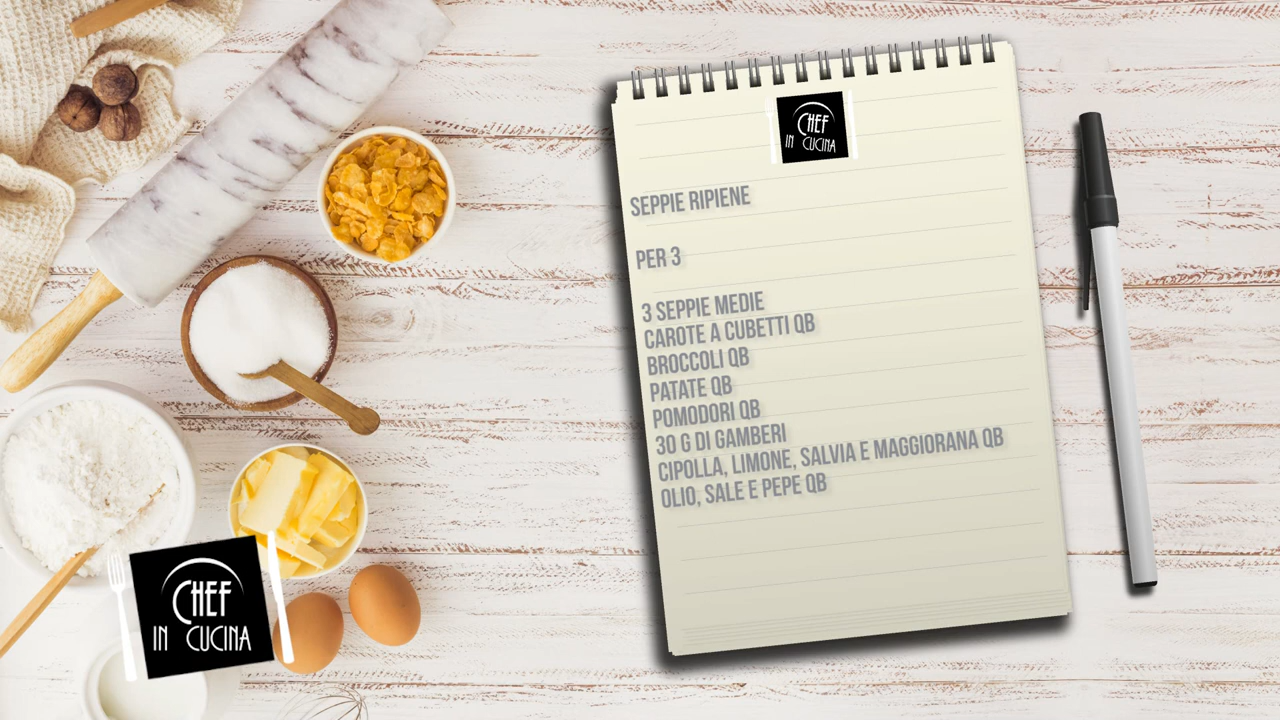 CHEF
IN CUCINA
SEPPIE RIPIENE
PER 3
3 SEPPIE MEDIE
CAROTE A CUBETTI QB
BROCCOLI QB
PATATE QB
POMODORI QB
30 G DI GAMBERI
CIPOLLA, LIMONE, SALVIA E MAGGIORANA QB
OLIO, SALE E PEPE QB
CHEF
IN CUCINA